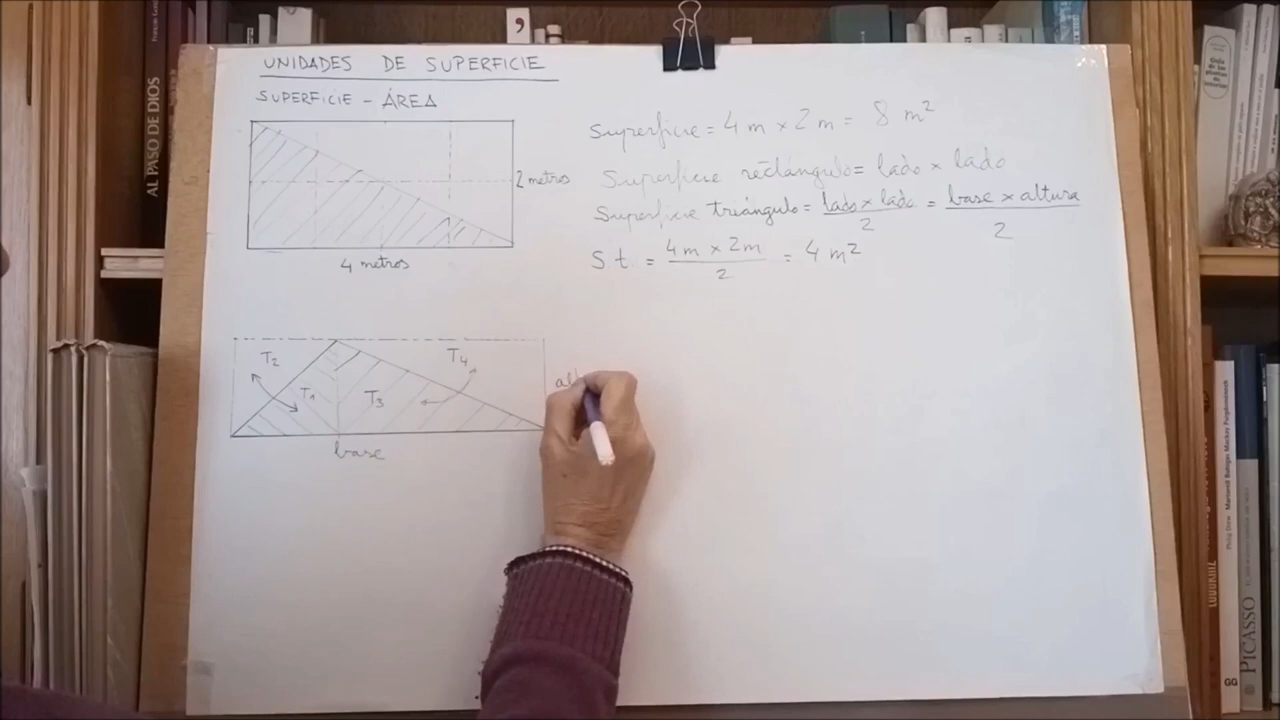 UNIDADES DE SUPERFICIE
SUPERFICIE - ÁREA
2 metros
4 metros
Superficie = 4 m x 2 m = 8 m²
Superficie rectángulo = lado x lado
Superficie triángulo = lado x lado / 2 = base x altura / 2
S.t. = 4 m x 2m / 2 = 4 m²
T2
T1
T3
T4
base
al
AL PASO DE DIOS
PICASSO